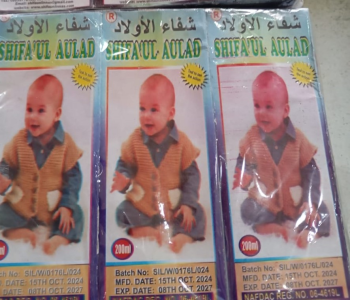 شفاء الأولاد
SHIFA'UL AULAD
200ml
Batch No: SIL/W/0176L/024
MFD. DATE: 15TH OCT. 2024
EXP. DATE: 08TH OCT. 2027
® شفاء الأولاد
SHIFA'UL AULAD
200ml
Batch No: SIL/W/0176L/024
MFD. DATE: 15TH OCT. 2024
EXP. DATE: 08TH OCT. 2027
® شفاء الأولاد
SHIFA'UL AULAD
200ml
Batch No: SIL/W/0176L/024
MFD. DATE: 15TH OCT. 2024
EXP. DATE: 08TH OCT. 2027
NAFDAC REG. NO. 08-4619L